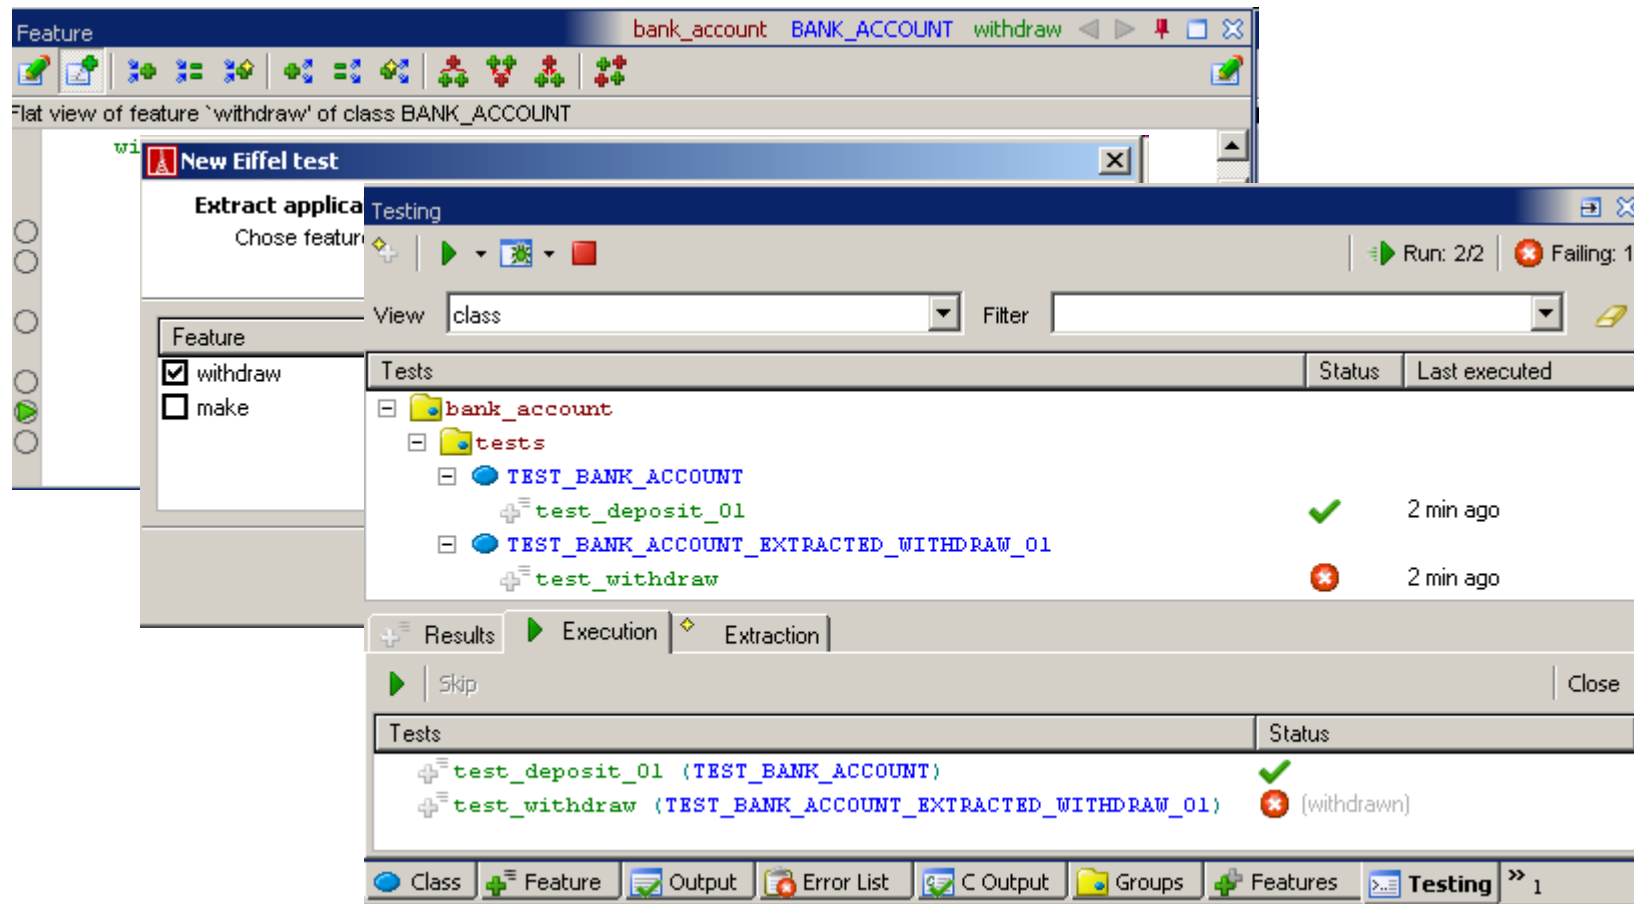 Feature bank_account BANK_ACCOUNT withdraw
Flat view of feature `withdraw' of class BANK_ACCOUNT
wi
New Eiffel test
Extract applica
Chose featur
Feature
withdraw
make
Testing
Run: 2/2 Failing: 1
View class Filter
Tests Status Last executed
bank_account
tests
TEST_BANK_ACCOUNT
test_deposit_01 2 min ago
TEST_BANK_ACCOUNT_EXTRACTED_WITHDRAW_01
test_withdraw 2 min ago
Results Execution Extraction
Skip Close
Tests Status
test_deposit_01 (TEST_BANK_ACCOUNT)
test_withdraw (TEST_BANK_ACCOUNT_EXTRACTED_WITHDRAW_01) (withdrawn)
Class Feature Output Error List C Output Groups Features Testing » 1